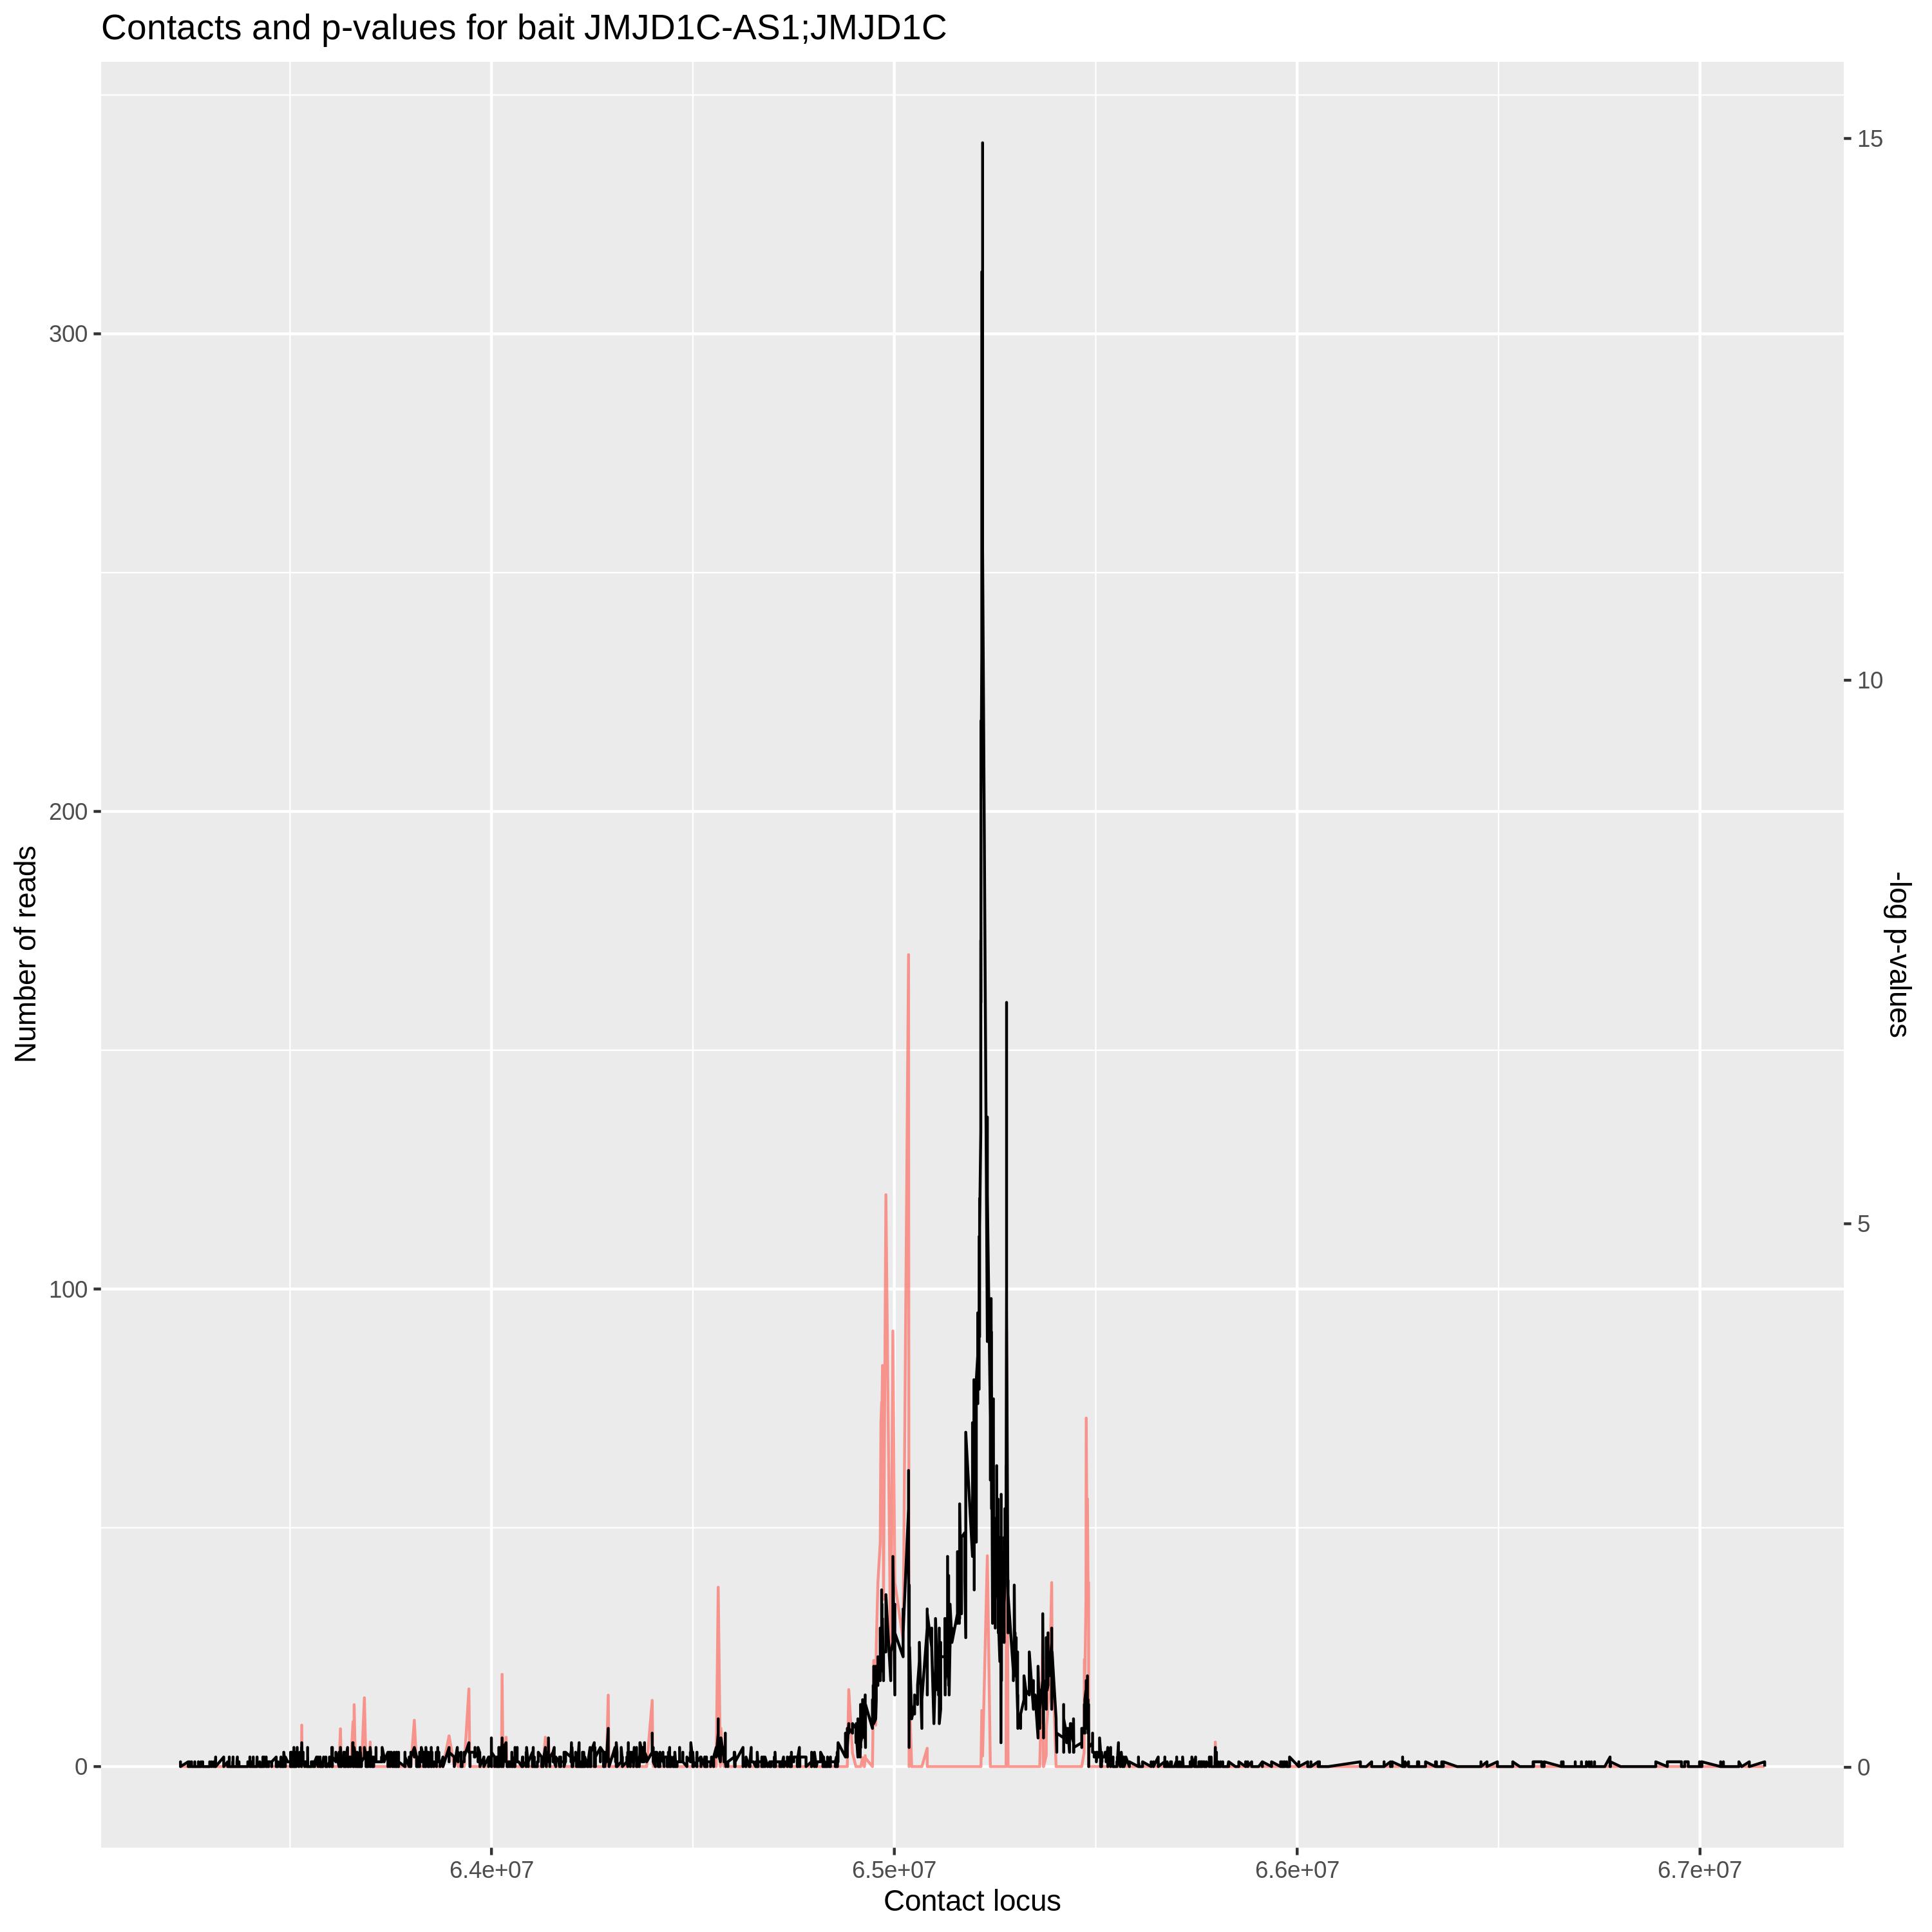 Contacts and p-values for bait JMJD1C-AS1;JMJD1C
300
200
100
0
Number of reads
15
10
5
0
-log p-values
6.4e+07
6.5e+07
6.6e+07
6.7e+07
Contact locus